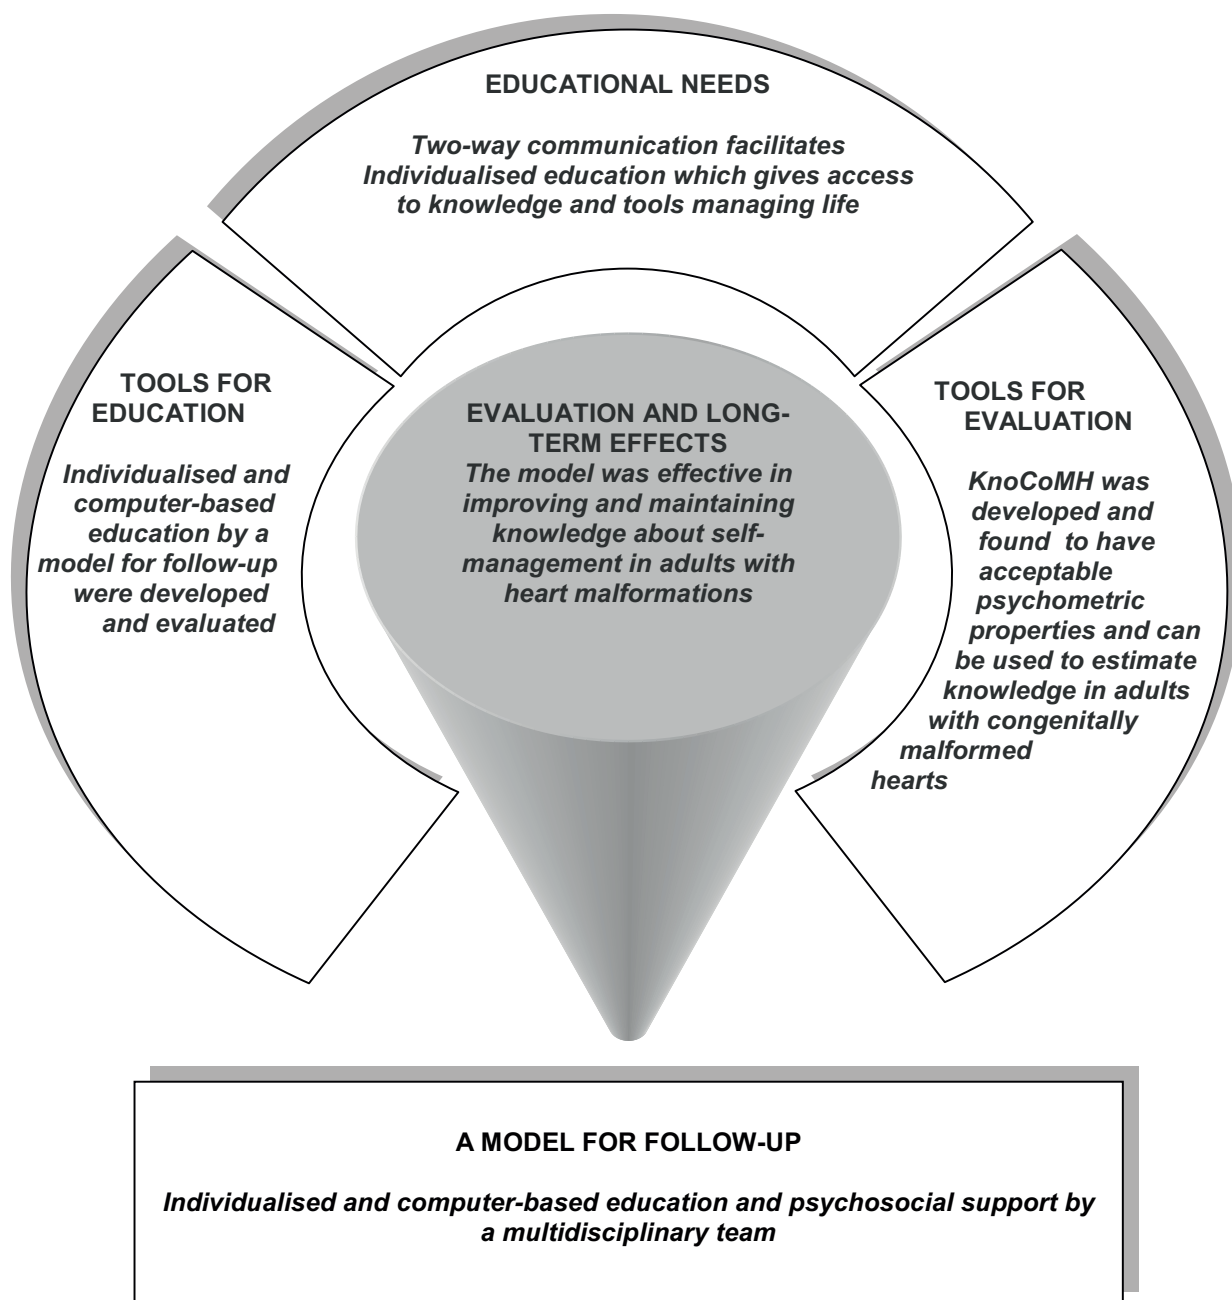 EDUCATIONAL NEEDS
Two-way communication facilitates
Individualised education which gives access
to knowledge and tools managing life
TOOLS FOR
EDUCATION
Individualised and
computer-based
education by a
model for follow-up
were developed
and evaluated
EVALUATION AND LONG-
TERM EFFECTS
The model was effective in
improving and maintaining
knowledge about self-
management in adults with
heart malformations
TOOLS FOR
EVALUATION
KnoCoMH was
developed and
found to have
acceptable
psychometric
properties and can
be used to estimate
knowledge in adults
with congenitally
malformed
hearts
A MODEL FOR FOLLOW-UP
Individualised and computer-based education and psychosocial support by
a multidisciplinary team